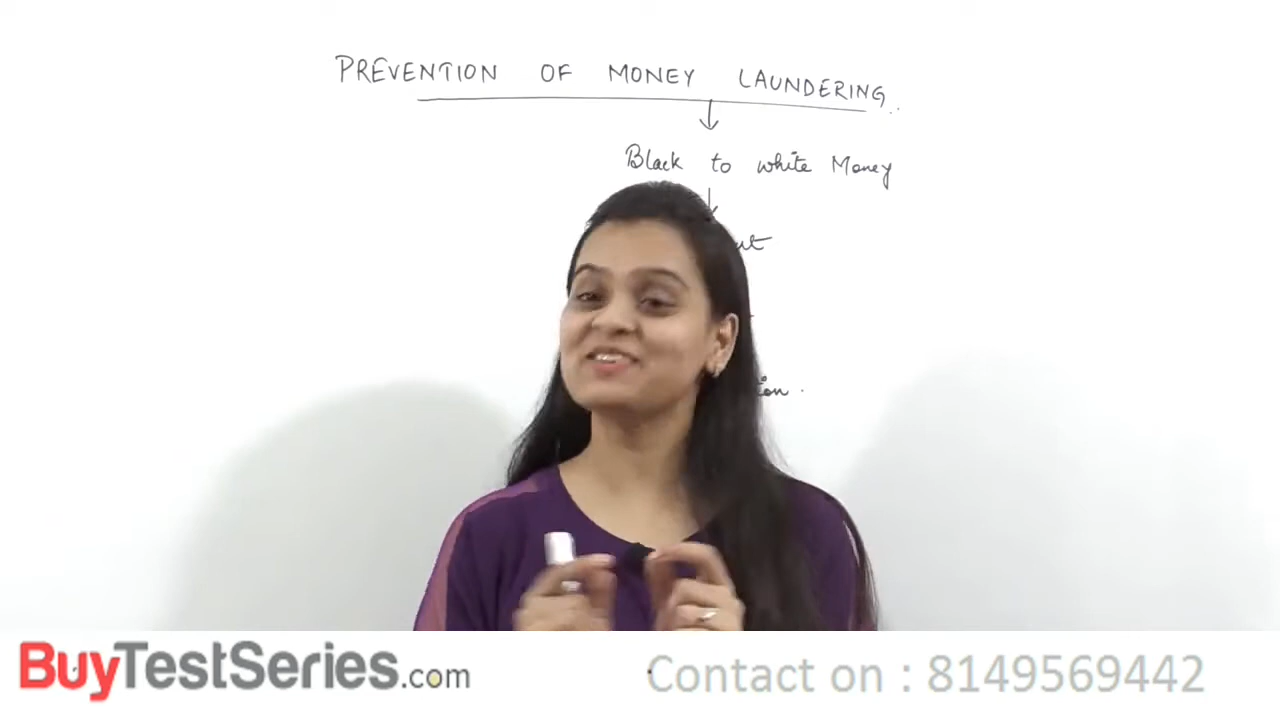 PREVENTION OF MONEY LAUNDERING..
Black to white Money
BuyTestSeries.com
Contact on : 8149569442